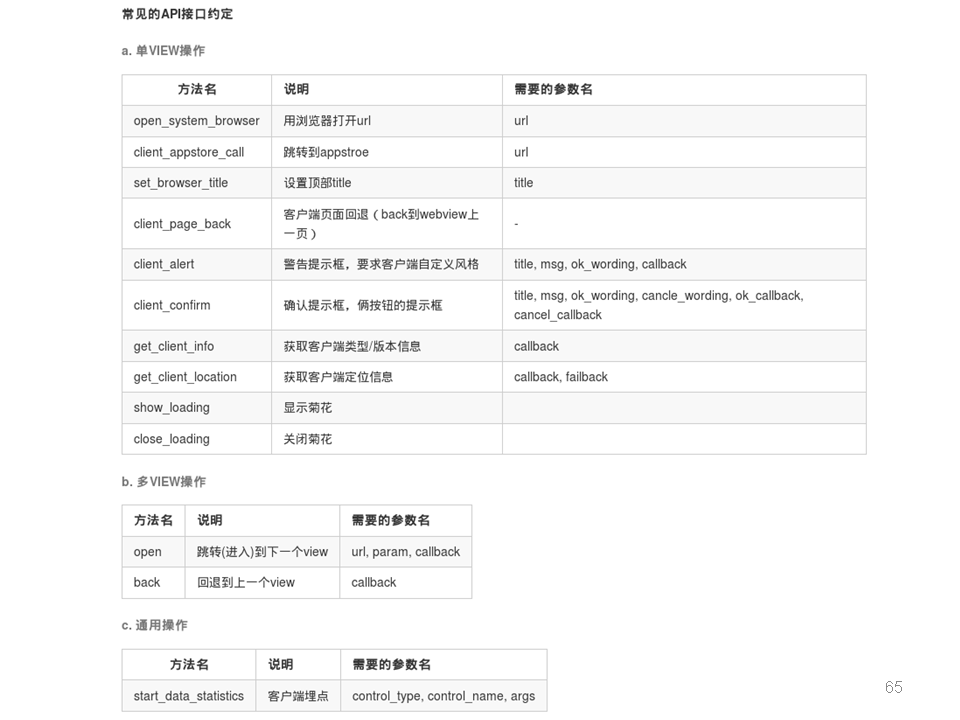 常见的API接口约定
a. 单VIEW操作
方法名 说明 需要的参数名
open_system_browser 用浏览器打开url url
client_appstore_call 跳转到appstroe url
set_browser_title 设置顶部title title
client_page_back 客户端页面回退（back到webview上 -
一页）
client_alert 警告提示框，要求客户端自定义风格 title, msg, ok_wording, callback
client_confirm 确认提示框，俩按钮的提示框 title, msg, ok_wording, cancle_wording, ok_callback,
cancel_callback
get_client_info 获取客户端类型/版本信息 callback
get_client_location 获取客户端定位信息 callback, failback
show_loading 显示菊花
close_loading 关闭菊花
b. 多VIEW操作
方法名 说明 需要的参数名
open 跳转(进入)到下一个view url, param, callback
back 回退到上一个view callback
c. 通用操作
方法名 说明 需要的参数名
start_data_statistics 客户端埋点 control_type, control_name, args
65